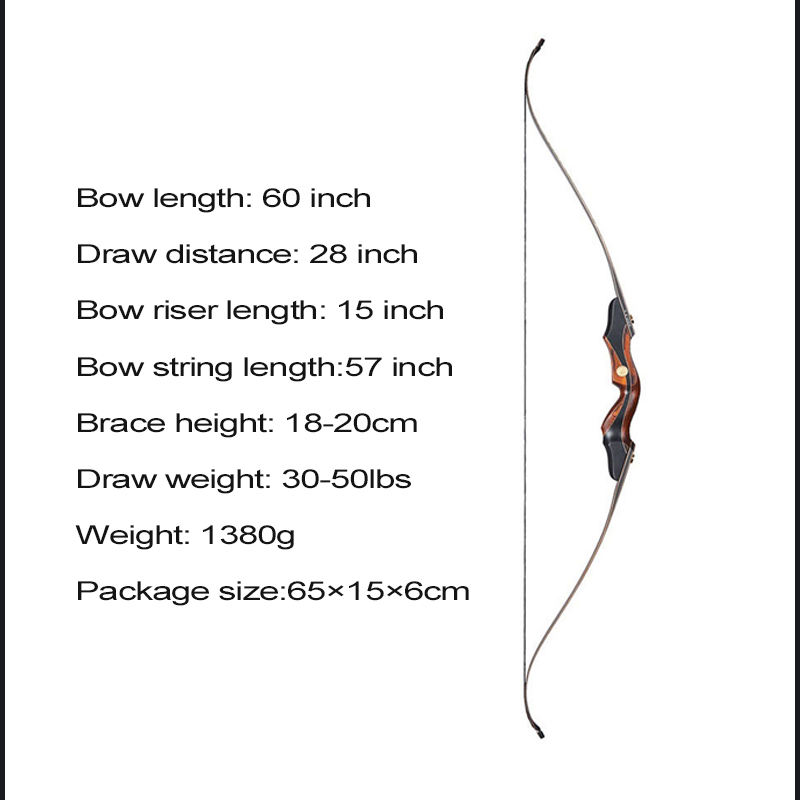 Bow length: 60 inch
Draw distance: 28 inch
Bow riser length: 15 inch
Bow string length:57 inch
Brace height: 18-20cm
Draw weight: 30-50lbs
Weight: 1380g
Package size:65×15×6cm